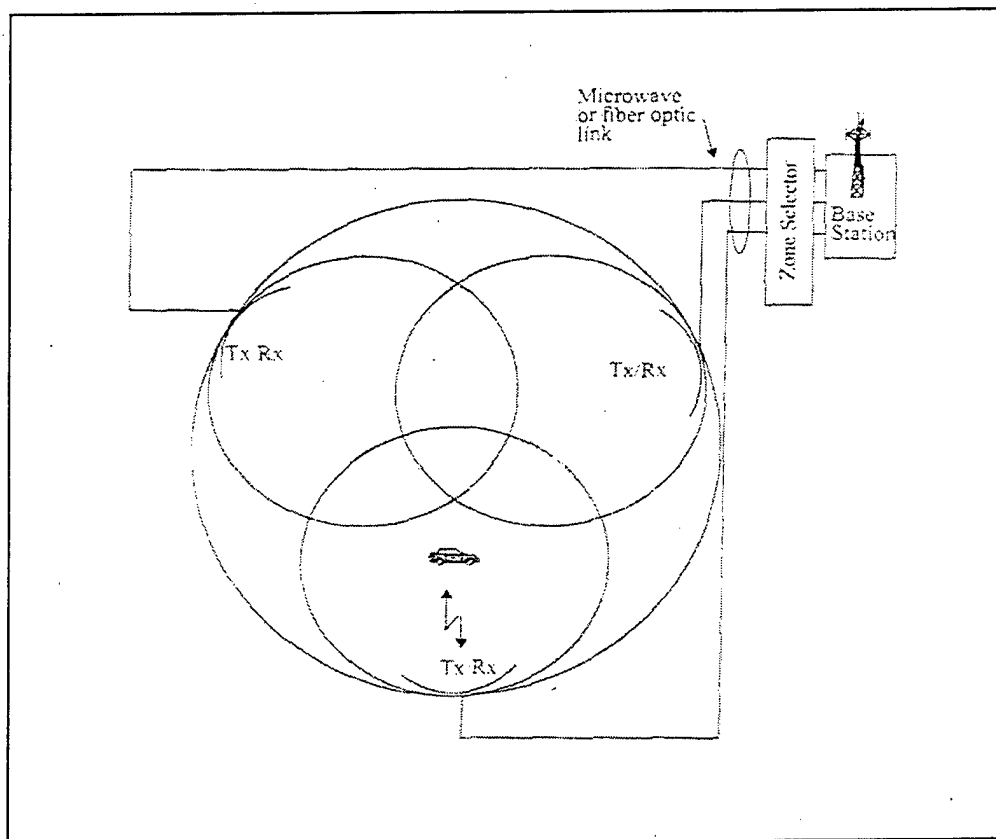 Microwave
or fiber optic
link
Zone Selector
Base
Station
Tx Rx
Tx/Rx
Tx Rx